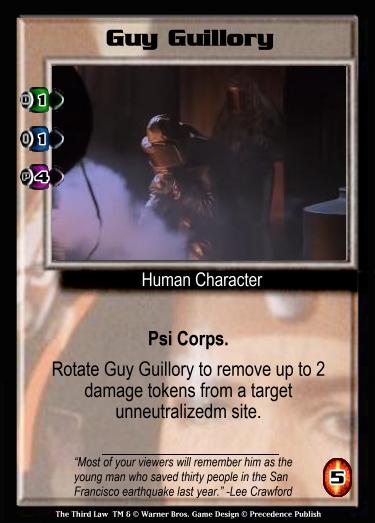 Guy Guillory
D 1
I 1
P 4
Human Character
Psi Corps.
Rotate Guy Guillory to remove up to 2
damage tokens from a target
unneutralizedm site.
“Most of your viewers will remember him as the
young man who saved thirty people in the San
Francisco earthquake last year.” -Lee Crawford
5
The Third Law TM & © Warner Bros. Game Design © Precedence Publish